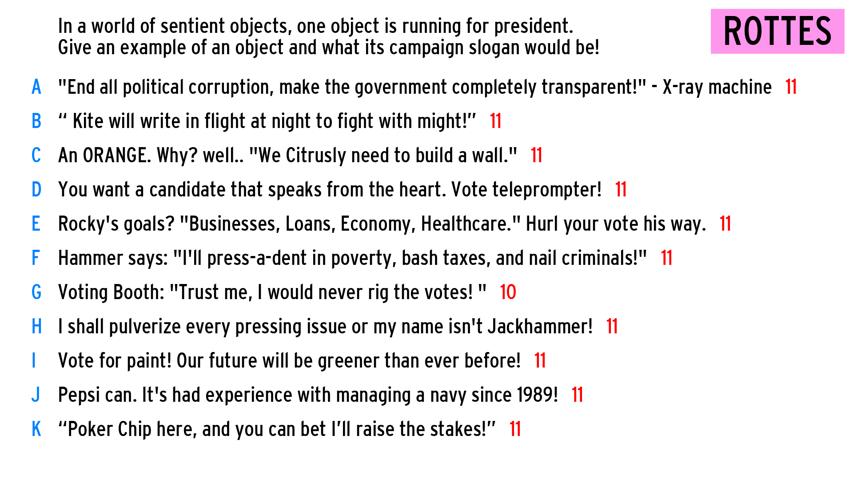 In a world of sentient objects, one object is running for president.
Give an example of an object and what its campaign slogan would be!
ROTTES
A "End all political corruption, make the government completely transparent!" - X-ray machine 11
B “ Kite will write in flight at night to fight with might!” 11
C An ORANGE. Why? well.. "We Citrusly need to build a wall." 11
D You want a candidate that speaks from the heart. Vote teleprompter! 11
E Rocky's goals? "Businesses, Loans, Economy, Healthcare." Hurl your vote his way. 11
F Hammer says: "I'll press-a-dent in poverty, bash taxes, and nail criminals!" 11
G Voting Booth: "Trust me, I would never rig the votes! " 10
H I shall pulverize every pressing issue or my name isn't Jackhammer! 11
I Vote for paint! Our future will be greener than ever before! 11
J Pepsi can. It's had experience with managing a navy since 1989! 11
K “Poker Chip here, and you can bet I’ll raise the stakes!” 11